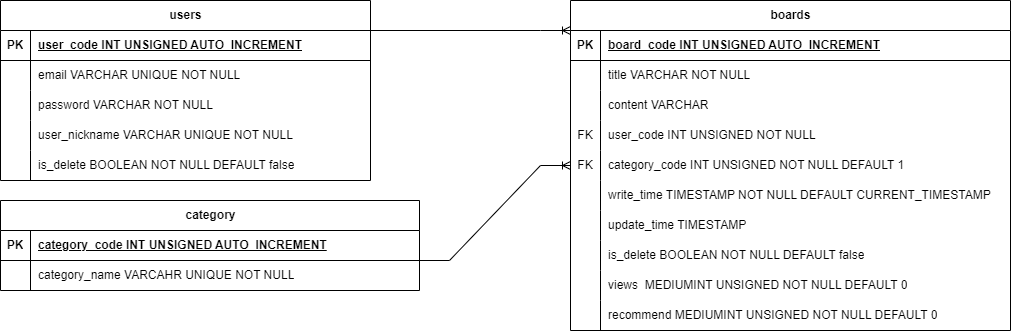 users
PK user_code INT UNSIGNED AUTO_INCREMENT
email VARCHAR UNIQUE NOT NULL
password VARCHAR NOT NULL
user_nickname VARCHAR UNIQUE NOT NULL
is_delete BOOLEAN NOT NULL DEFAULT false
category
PK category_code INT UNSIGNED AUTO_INCREMENT
category_name VARCAHR UNIQUE NOT NULL
boards
PK board_code INT UNSIGNED AUTO_INCREMENT
title VARCHAR NOT NULL
content VARCHAR
FK user_code INT UNSIGNED NOT NULL
FK category_code INT UNSIGNED NOT NULL DEFAULT 1
write_time TIMESTAMP NOT NULL DEFAULT CURRENT_TIMESTAMP
update_time TIMESTAMP
is_delete BOOLEAN NOT NULL DEFAULT false
views MEDIUMINT UNSIGNED NOT NULL DEFAULT 0
recommend MEDIUMINT UNSIGNED NOT NULL DEFAULT 0